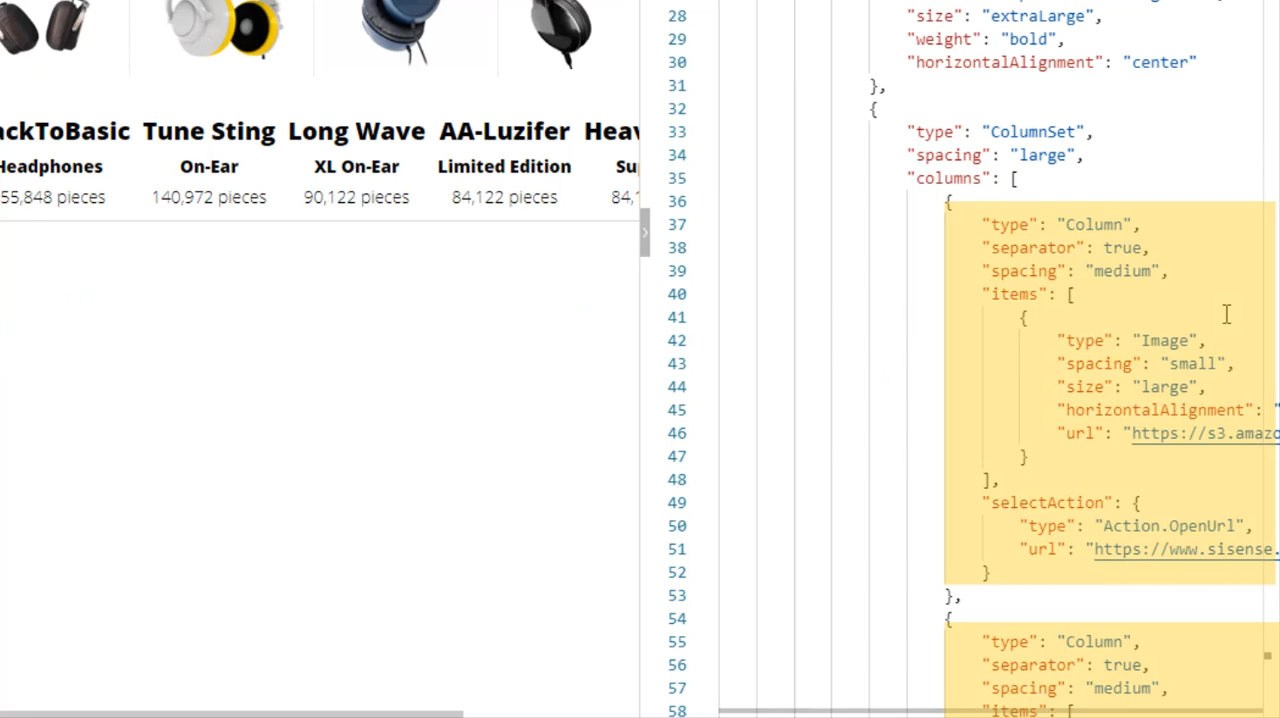 ackToBasic Tune Sting Long Wave AA-Luzifer Heav
Headphones On-Ear XL On-Ear Limited Edition Su
55,848 pieces 140,972 pieces 90,122 pieces 84,122 pieces 84,1
28 "size": "extraLarge",
29 "weight": "bold",
30 "horizontalAlignment": "center"
31 },
32 {
33 "type": "ColumnSet",
34 "spacing": "large",
35 "columns": [
36 {
37 "type": "Column",
38 "separator": true,
39 "spacing": "medium",
40 "items": [
41 {
42 "type": "Image",
43 "spacing": "small",
44 "size": "large",
45 "horizontalAlignment": "
46 "url": "https://s3.amazo
47 }
48 ],
49 "selectAction": {
50 "type": "Action.OpenUrl",
51 "url": "https://www.sisense.
52 }
53 },
54 {
55 "type": "Column",
56 "separator": true,
57 "spacing": "medium",
58 "items": [